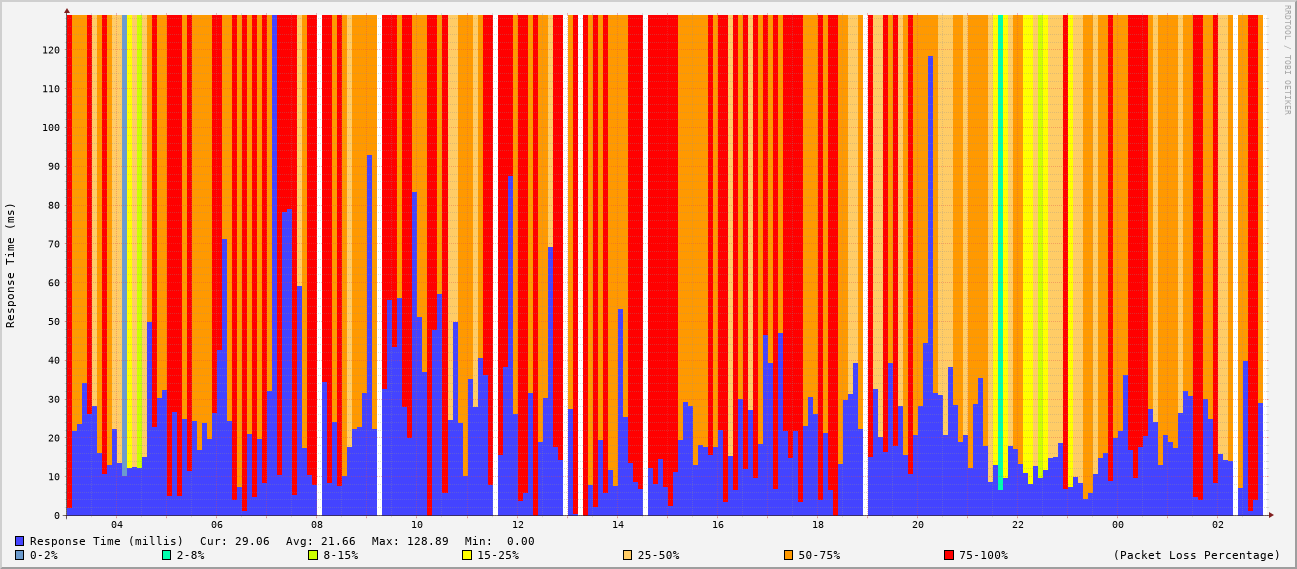 RRDTOOL / TOBI OETIKER
Response Time (ms)
120
110
100
90
80
70
60
50
40
30
20
10
0
04 06 08 10 12 14 16 18 20 22 00 02
Response Time (millis) Cur: 29.06 Avg: 21.66 Max: 128.89 Min: 0.00
0-2% 2-8% 8-15% 15-25% 25-50% 50-75% 75-100% (Packet Loss Percentage)